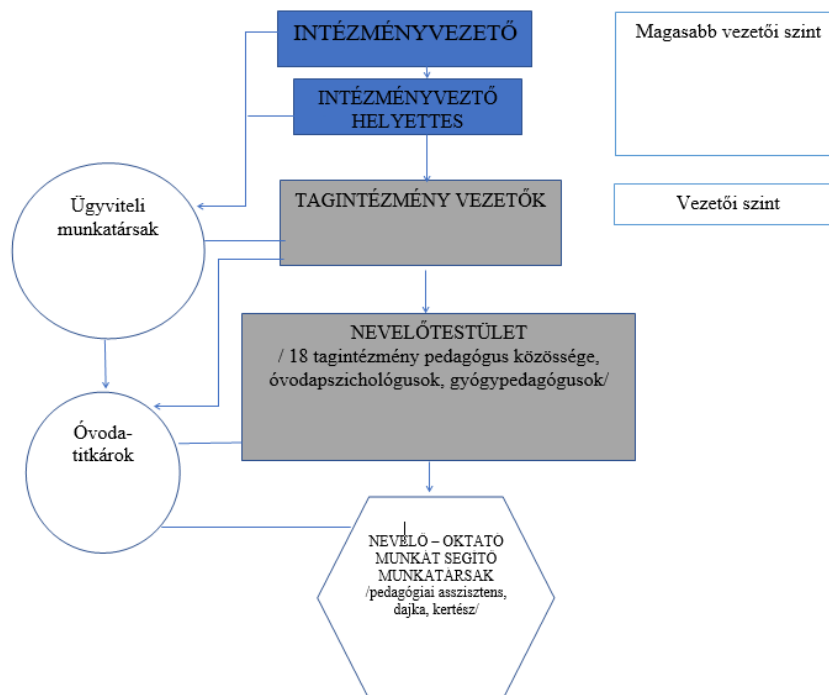 INTÉZMÉNYVEZETŐ
Magasabb vezetői szint
INTÉZMÉNYVEZTŐ
HELYETTES
TAGINTÉZMÉNY VEZETŐK
Vezetői szint
Ügyviteli
munkatársak
NEVELŐTESTÜLET
/ 18 tagintézmény pedagógus közössége,
óvodapszichológusok, gyógypedagógusok/
Óvoda-
titkárok
NEVELŐ – OKTATÓ
MUNKÁT SEGÍTŐ
MUNKATÁRSAK
/pedagógiai asszisztens,
dajka, kertész/